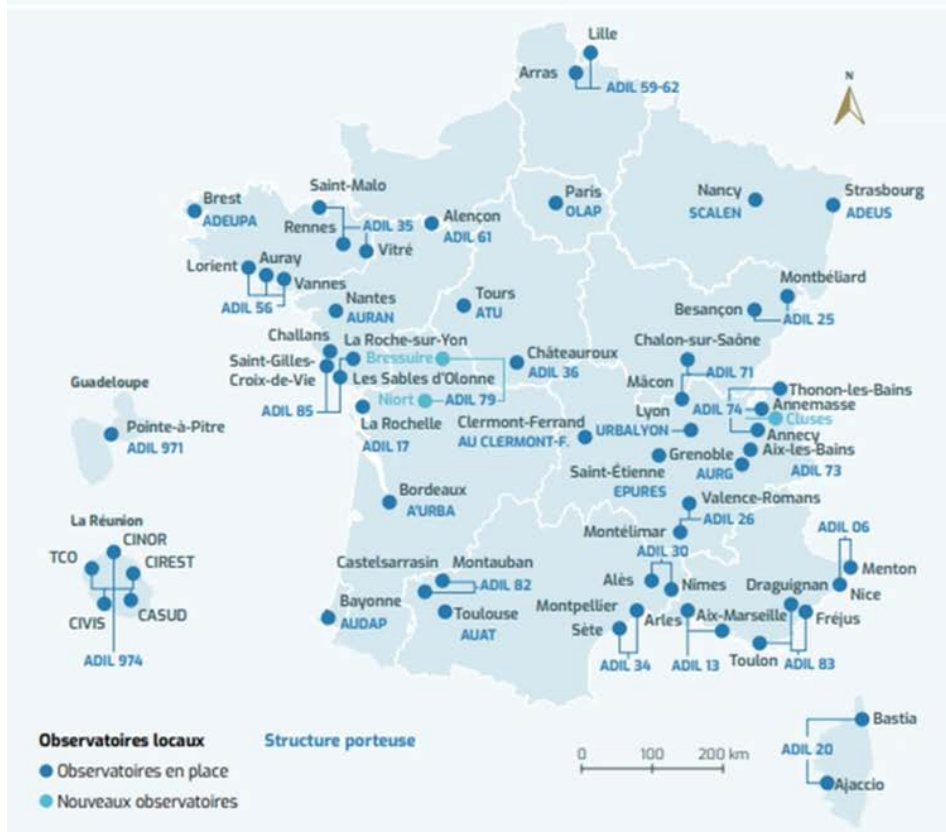 Lille
Arras
ADIL 59-62
N
Saint-Malo
Brest
ADEUPA
Rennes
ADIL 35
Vitré
Alençon
ADIL 61
Paris
OLAP
Nancy
SCALEN
Strasbourg
ADEUS
Lorient
Auray
Vannes
ADIL 56
Nantes
AURAN
Tours
ATU
Montbéliard
Besançon
ADIL 25
Challans
La Roche-sur-Yon
Bressuire
Saint-Gilles-
Croix-de-Vie
Les Sables d'Olonne
ADIL 85
Niort
ADIL 79
Châteauroux
ADIL 36
Chalon-sur-Saône
ADIL 71
Mâcon
Thonon-les-Bains
Annemasse
Cluses
ADIL 74
Annecy
Lyon
URBALYON
La Rochelle
ADIL 17
Clermont-Ferrand
AU CLERMONT-F.
Aix-les-Bains
ADIL 73
Grenoble
AURG
Saint-Étienne
EPURES
Guadeloupe
Pointe-à-Pitre
ADIL 971
Bordeaux
A'URBA
Valence-Romans
ADIL 26
Montélimar
La Réunion
CINOR
TCO
CIREST
CIVIS
CASUD
ADIL 974
Castelsarrasin
Montauban
ADIL 82
Bayonne
AUDAP
Toulouse
AUAT
ADIL 30
Alès
Nîmes
Montpellier
Sète
ADIL 34
Arles
Aix-Marseille
ADIL 13
Draguignan
Fréjus
Toulon
ADIL 83
ADIL 06
Menton
Nice
Bastia
ADIL 20
Ajaccio
Observatoires locaux
Structure porteuse
Observatoires en place
Nouveaux observatoires
0 100 200 km